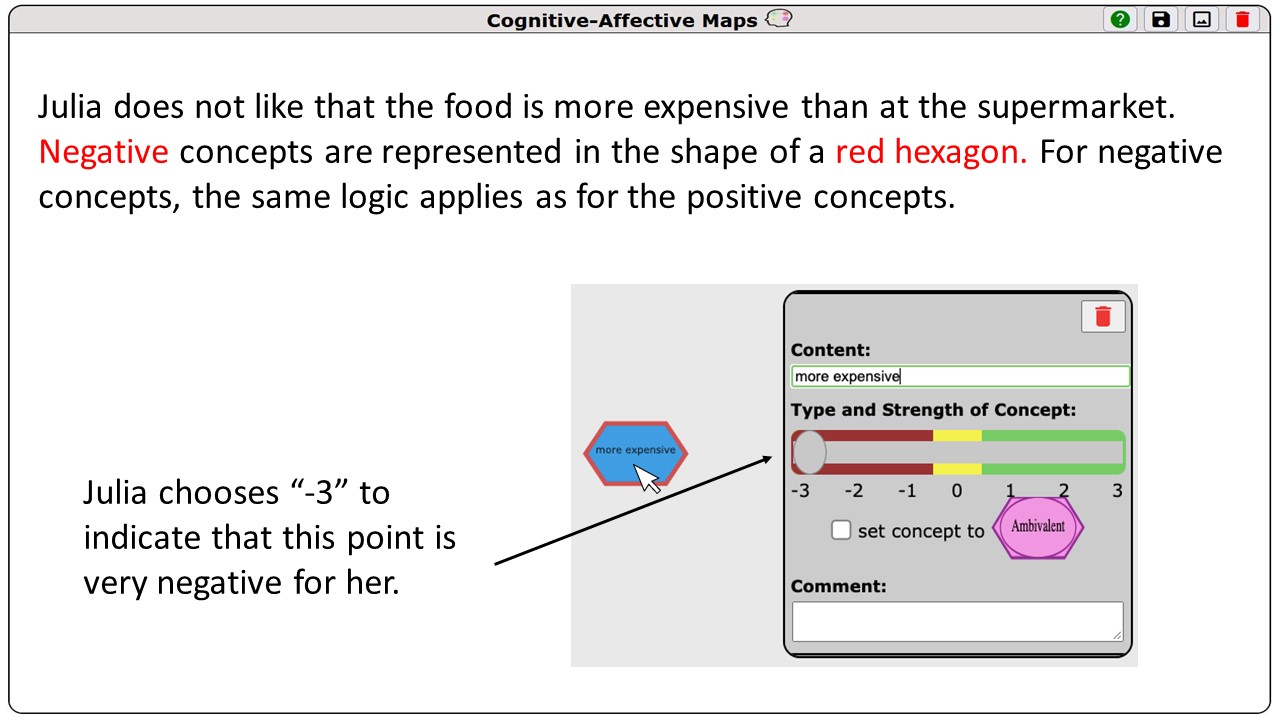 Cognitive-Affective Maps
Julia does not like that the food is more expensive than at the supermarket.
Negative concepts are represented in the shape of a red hexagon. For negative
concepts, the same logic applies as for the positive concepts.
Content:
more expensive
Type and Strength of Concept:
more expensive
-3 -2 -1 0 1 2 3
set concept to Ambivalent
Comment:
Julia chooses “-3” to
indicate that this point is
very negative for her.